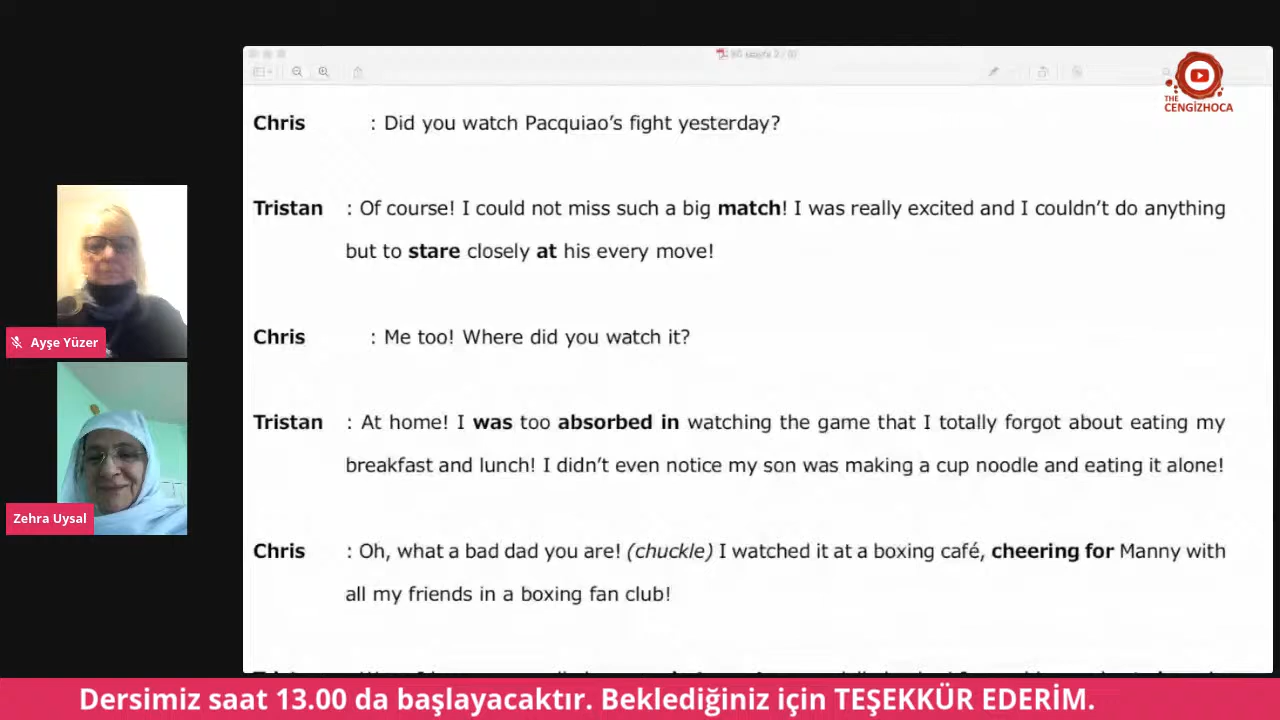 THE
CENGİZHOCA
Chris : Did you watch Pacquiao’s fight yesterday?
Tristan : Of course! I could not miss such a big match! I was really excited and I couldn’t do anything
but to stare closely at his every move!
Chris : Me too! Where did you watch it?
Tristan : At home! I was too absorbed in watching the game that I totally forgot about eating my
breakfast and lunch! I didn’t even notice my son was making a cup noodle and eating it alone!
Chris : Oh, what a bad dad you are! (chuckle) I watched it at a boxing café, cheering for Manny with
all my friends in a boxing fan club!
Ayşe Yüzer
Zehra Uysal
Dersimiz saat 13.00 da başlayacaktır. Beklediğiniz için TEŞEKKÜR EDERİM.